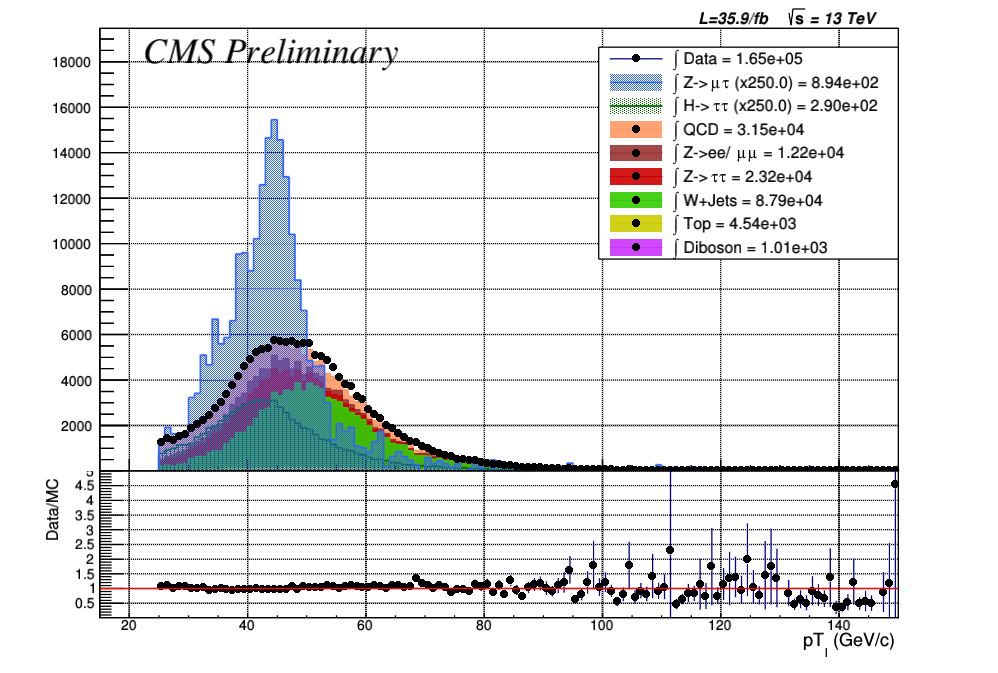 L=35.9/fb √s = 13 TeV
CMS Preliminary
∫ Data = 1.65e+05
∫ Z-> μτ (x250.0) = 8.94e+02
∫ H-> ττ (x250.0) = 2.90e+02
∫ QCD = 3.15e+04
∫ Z->ee/ μμ = 1.22e+04
∫ Z-> ττ = 2.32e+04
∫ W+Jets = 8.79e+04
∫ Top = 4.54e+03
∫ Diboson = 1.01e+03
18000
16000
14000
12000
10000
8000
6000
4000
2000
Data/MC
5
4.5
4
3.5
3
2.5
2
1.5
1
0.5
20 40 60 80 100 120 140
pT_l (GeV/c)